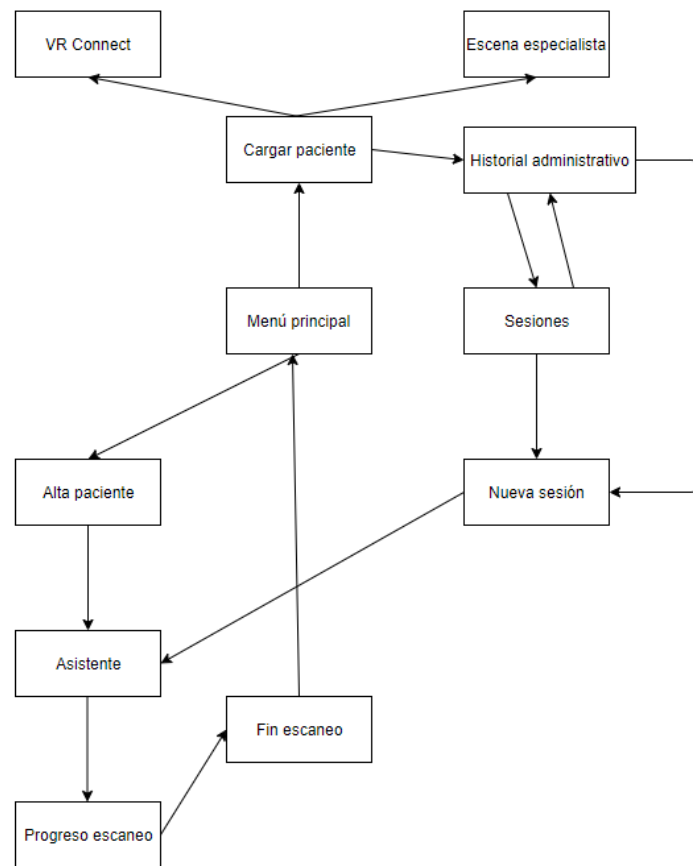 VR Connect
Escena especialista
Cargar paciente
Historial administrativo
Menú principal
Sesiones
Alta paciente
Nueva sesión
Asistente
Fin escaneo
Progreso escaneo